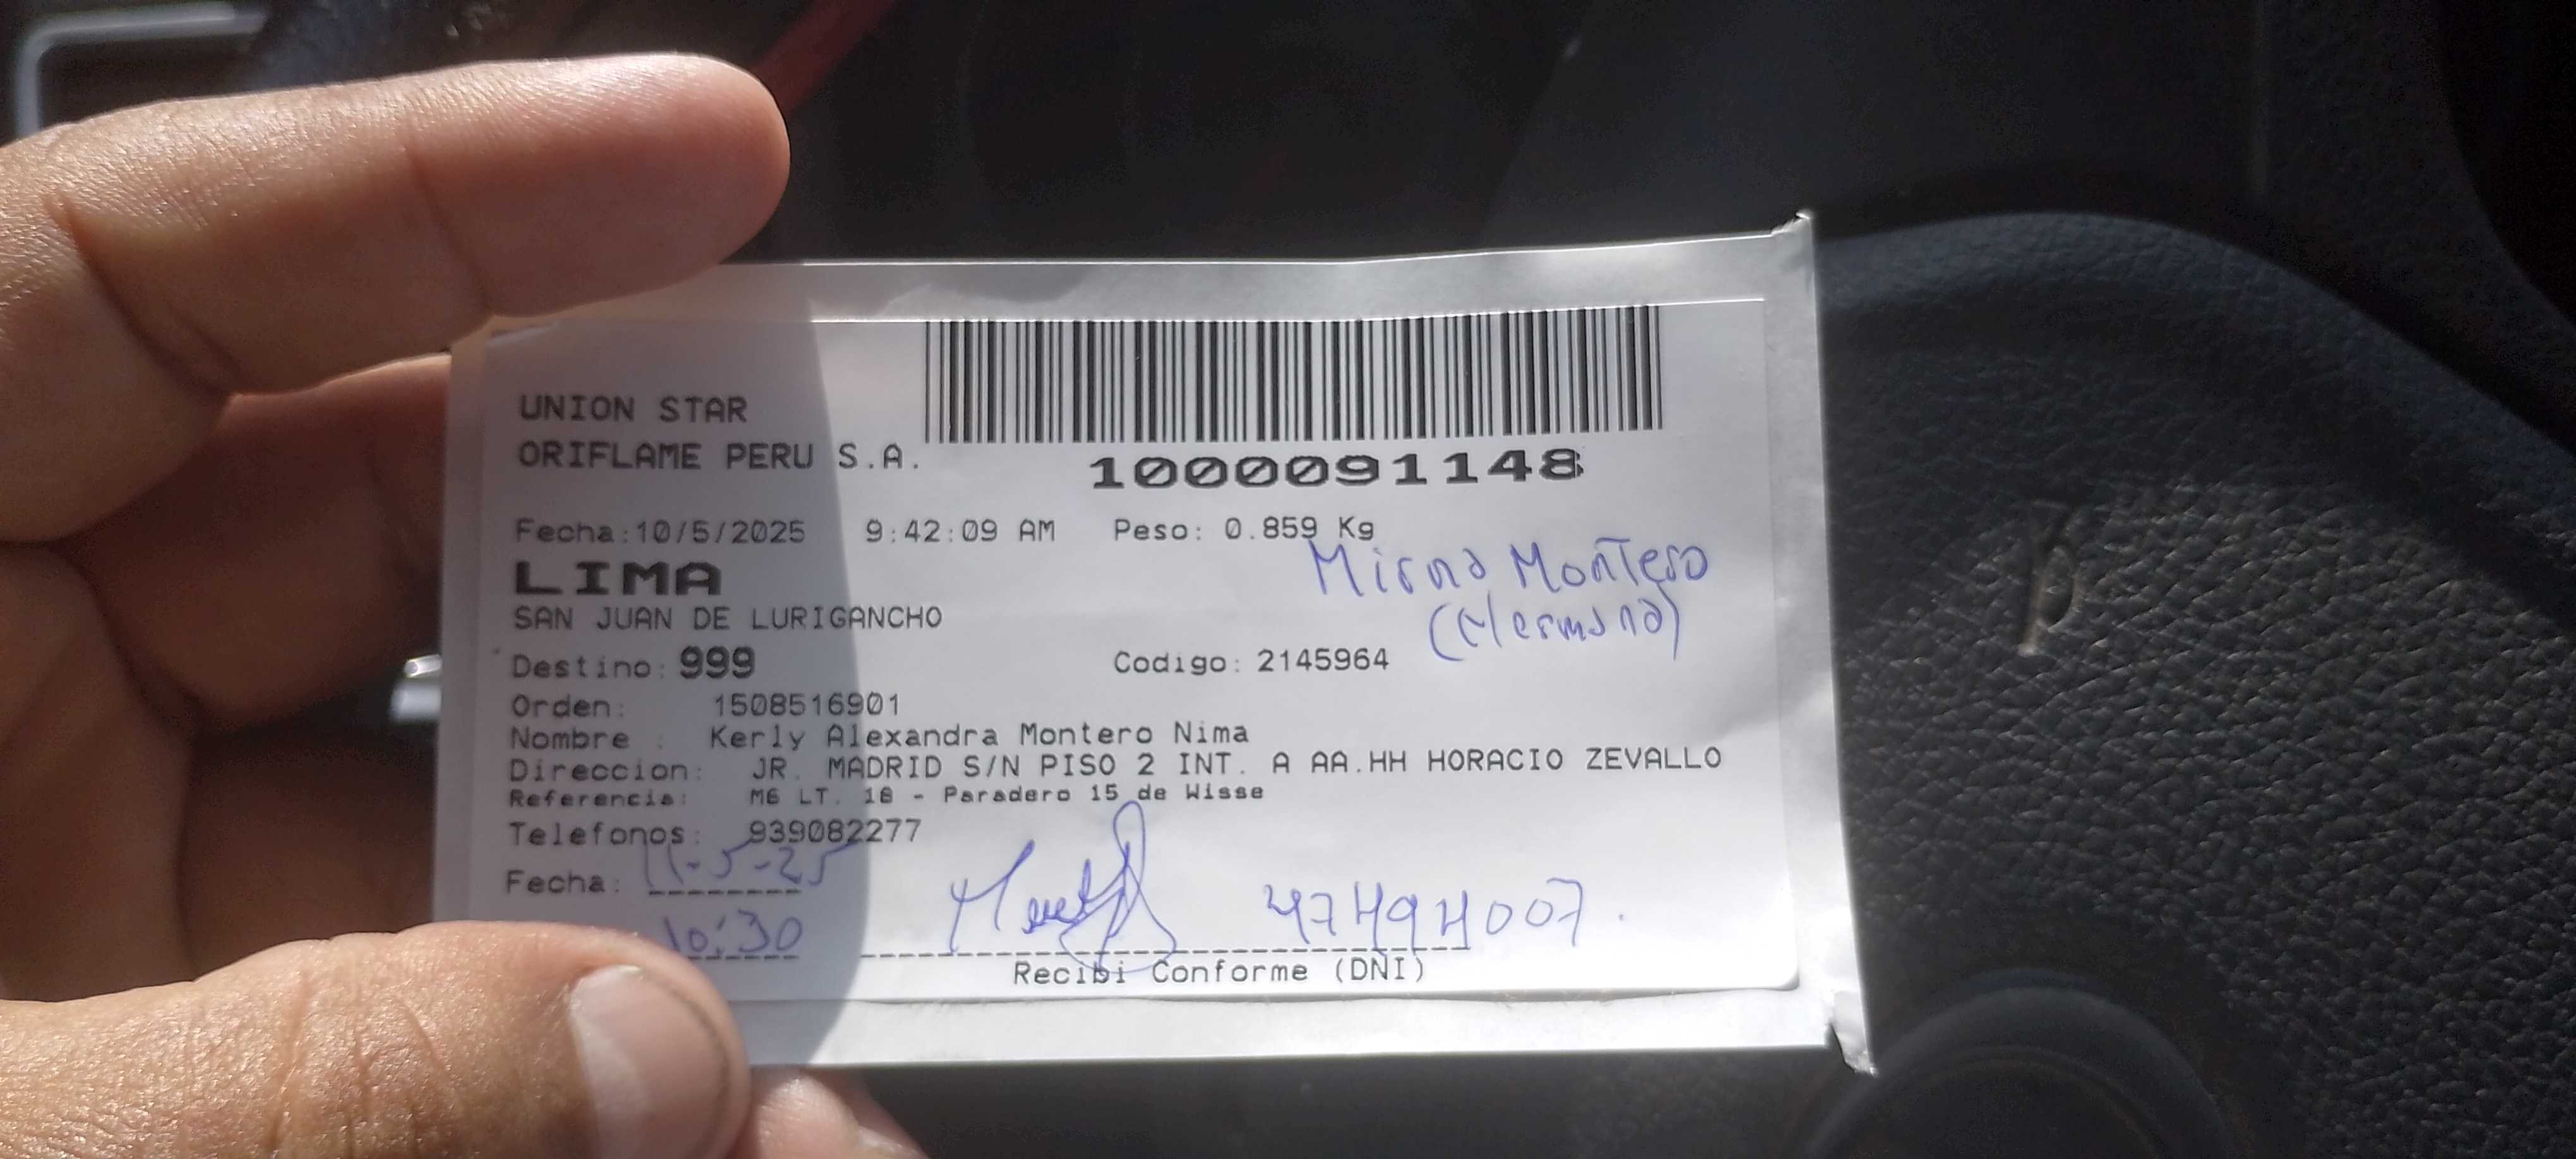 UNION STAR
ORIFLAME PERU S.A.
1000091148
Fecha:10/5/2025 9:42:09 AM Peso: 0.859 Kg
Mirna Montero
LIMA
(Hermana)
SAN JUAN DE LURIGANCHO
Destino: 999 Codigo: 2145964
Orden: 1508516901
Nombre : Kerly Alexandra Montero Nima
Direccion: JR. MADRID S/N PISO 2 INT. A AA.HH HORACIO ZEVALLO
Referencia: M6 LT. 18 - Paradero 15 de Wisse
Telefonos: 939082277
Fecha: 11-5-25
10:30
Recibi Conforme (DNI)